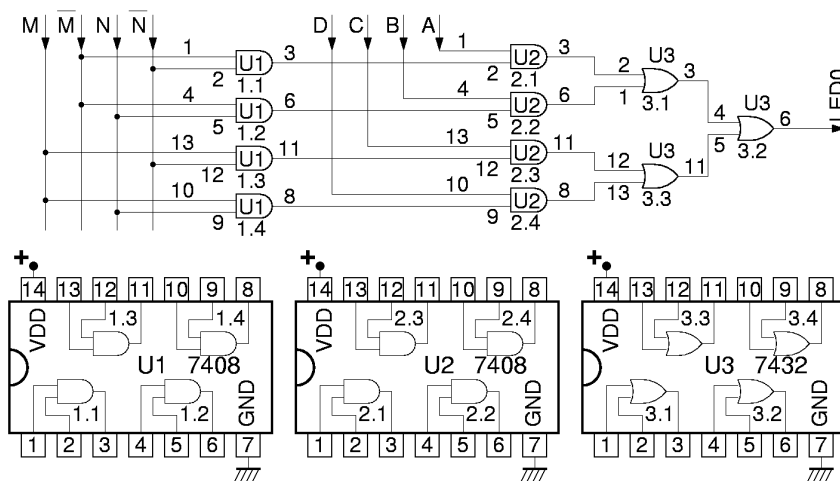 M M N N D C B A
1 3 1 3 U3
U1 U2 2 3
2 1.1 2 2.1 3.1
4 6 4 6 1 4 U3 6
U1 U2 LED0
5 1.2 5 2.2 5 3.2
13 11 13 11 12 U3
U1 U2 11
12 1.3 12 2.3 13 3.3
10 8 10 8
U1 U2
9 1.4 9 2.4
+ + +
14 13 12 11 10 9 8 14 13 12 11 10 9 8 14 13 12 11 10 9 8
VDD 1.3 1.4 VDD 2.3 2.4 VDD 3.3 3.4
U1 7408 U2 7408 U3 7432
1.1 1.2 GND 2.1 2.2 GND 3.1 3.2 GND
1 2 3 4 5 6 7 1 2 3 4 5 6 7 1 2 3 4 5 6 7